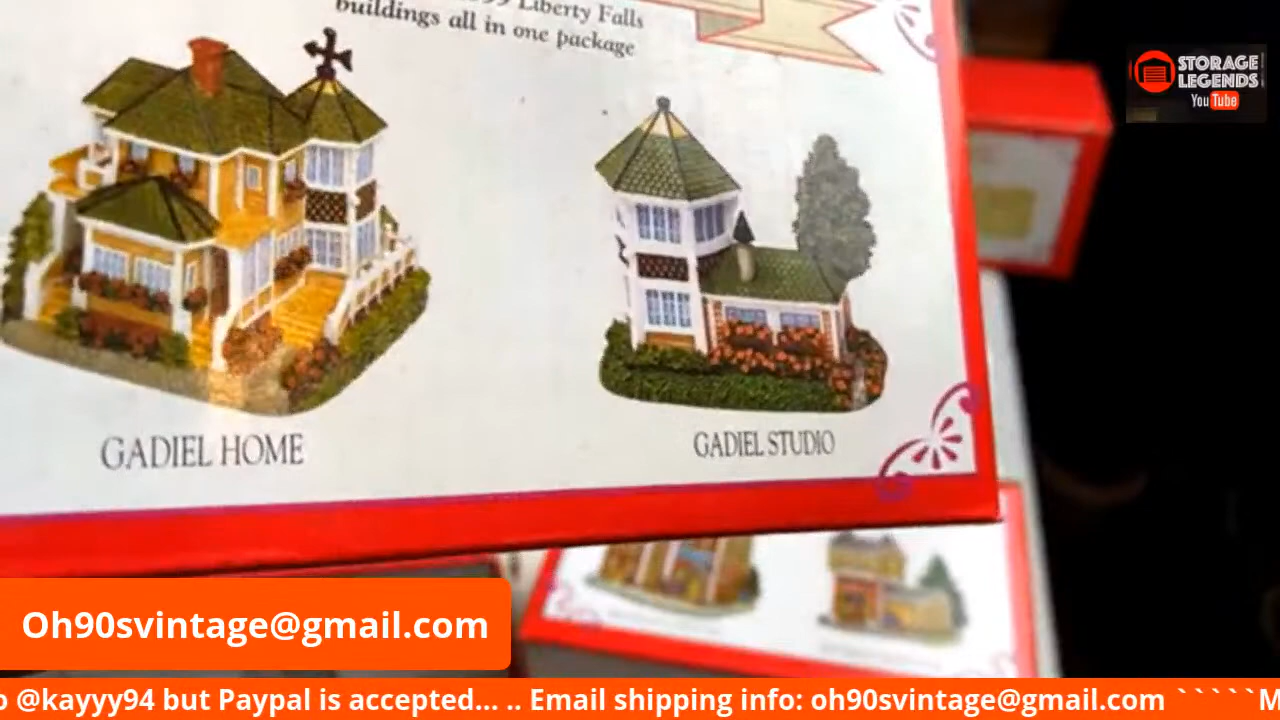 Liberty Falls
buildings all in one package
STORAGE
LEGENDS
YouTube
GADIEL HOME
GADIEL STUDIO
Oh90svintage@gmail.com
@kayyy94 but Paypal is accepted... .. Email shipping info: oh90svintage@gmail.com `````M